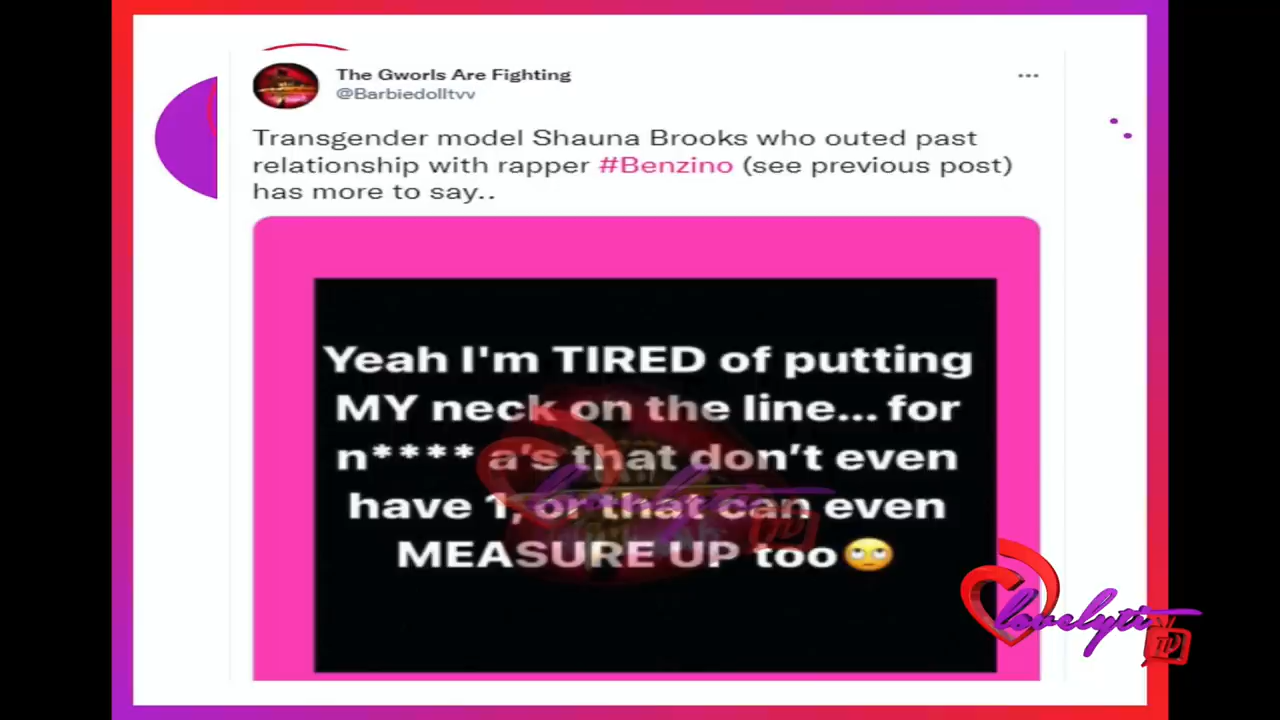 The Gworls Are Fighting
@Barbiedolltvv
Transgender model Shauna Brooks who outed past
relationship with rapper #Benzino (see previous post)
has more to say..
Yeah I'm TIRED of putting
MY neck on the line... for
n**** a's that don't even
have 1, or that can even
MEASURE UP too🙄
lovelyti
TV